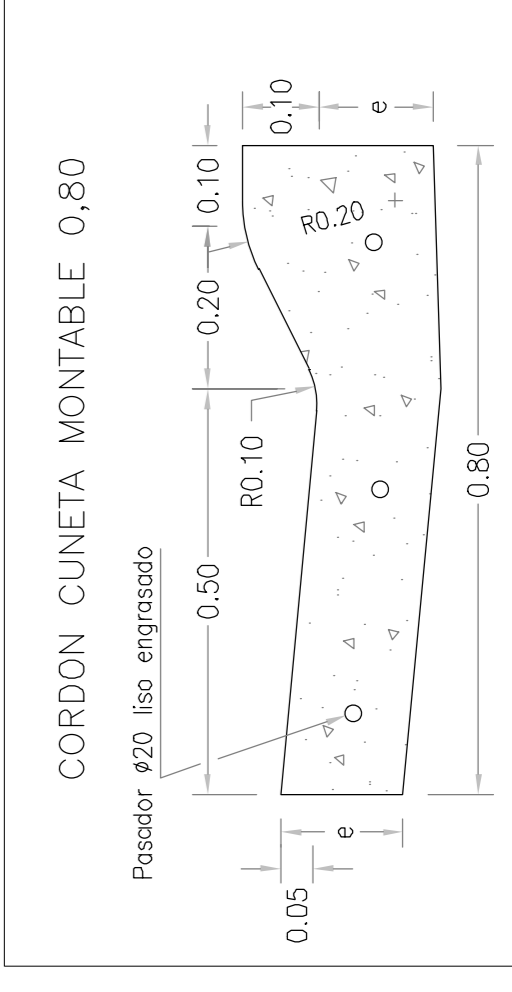 CORDON CUNETA MONTABLE 0,80
Pasador ø20 liso engrasado
0.50
0.20
0.10
R0.10
R0.20
0.10
e
0.05
e
0.80